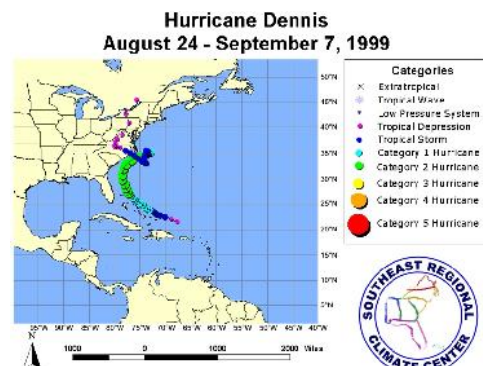 Hurricane Dennis
August 24 - September 7, 1999
Categories
Extratropical
Tropical Wave
Low Pressure System
Tropical Depression
Tropical Storm
Category 1 Hurricane
Category 2 Hurricane
Category 3 Hurricane
Category 4 Hurricane
Category 5 Hurricane
50°N
45°N
40°N
35°N
30°N
25°N
20°N
15°N
10°N
5°N
95°W 90°W 85°W 80°W 75°W 70°W 65°W 60°W 55°W 50°W 45°W 40°W
N
1000 0 1000 2000 Miles
SOUTHEAST REGIONAL
CLIMATE CENTER